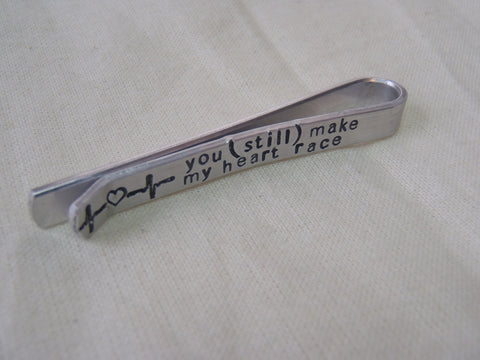 you (still) make
my heart race